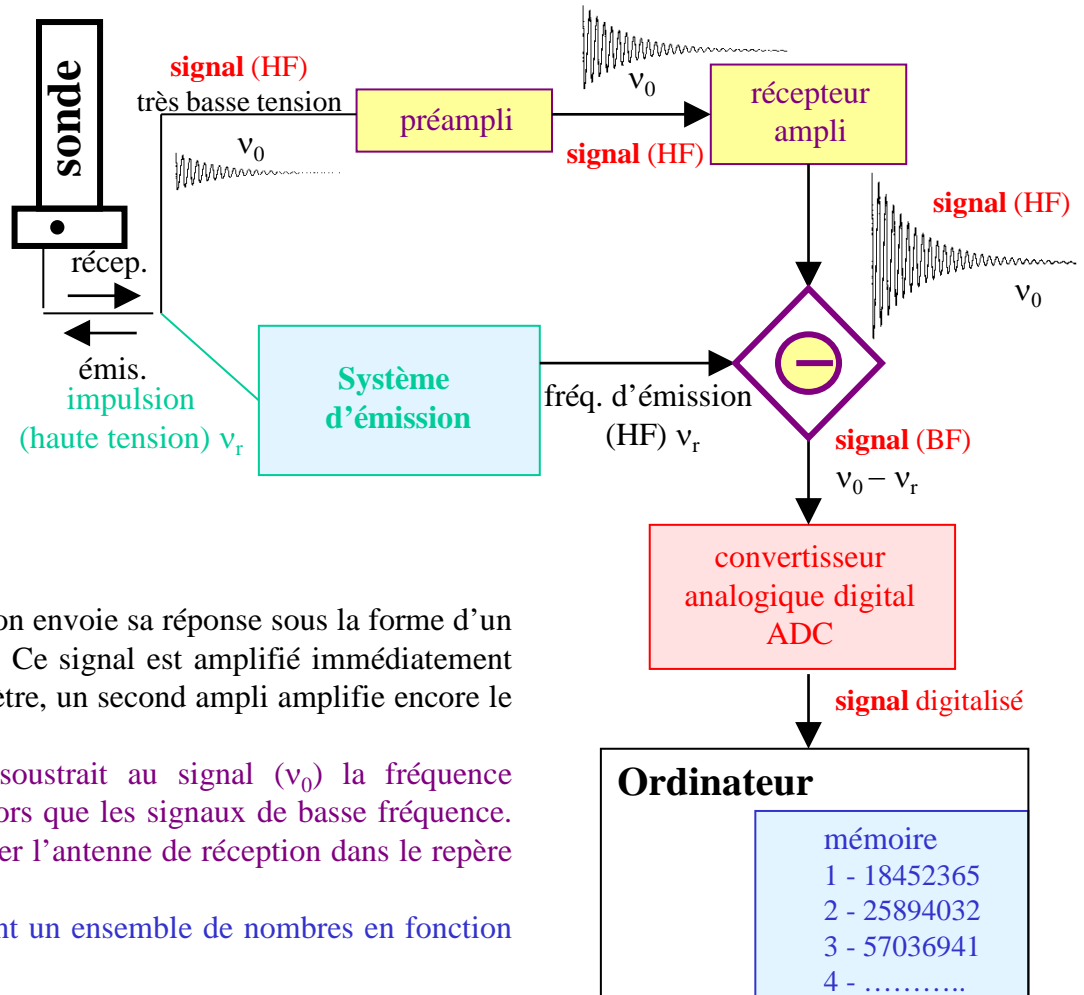 sonde
signal (HF)
très basse tension
ν0
préampli
ν0
signal (HF)
récepteur
ampli
signal (HF)
ν0
récep.
émis.
impulsion
(haute tension) νr
Système
d’émission
fréq. d’émission
(HF) νr
signal (BF)
ν0 – νr
convertisseur
analogique digital
ADC
signal digitalisé
on envoie sa réponse sous la forme d’un
Ce signal est amplifié immédiatement
ètre, un second ampli amplifie encore le
soustrait au signal (ν0) la fréquence
ors que les signaux de basse fréquence.
er l’antenne de réception dans le repère
nt un ensemble de nombres en fonction
Ordinateur
mémoire
1 - 18452365
2 - 25894032
3 - 57036941
4 - ………..